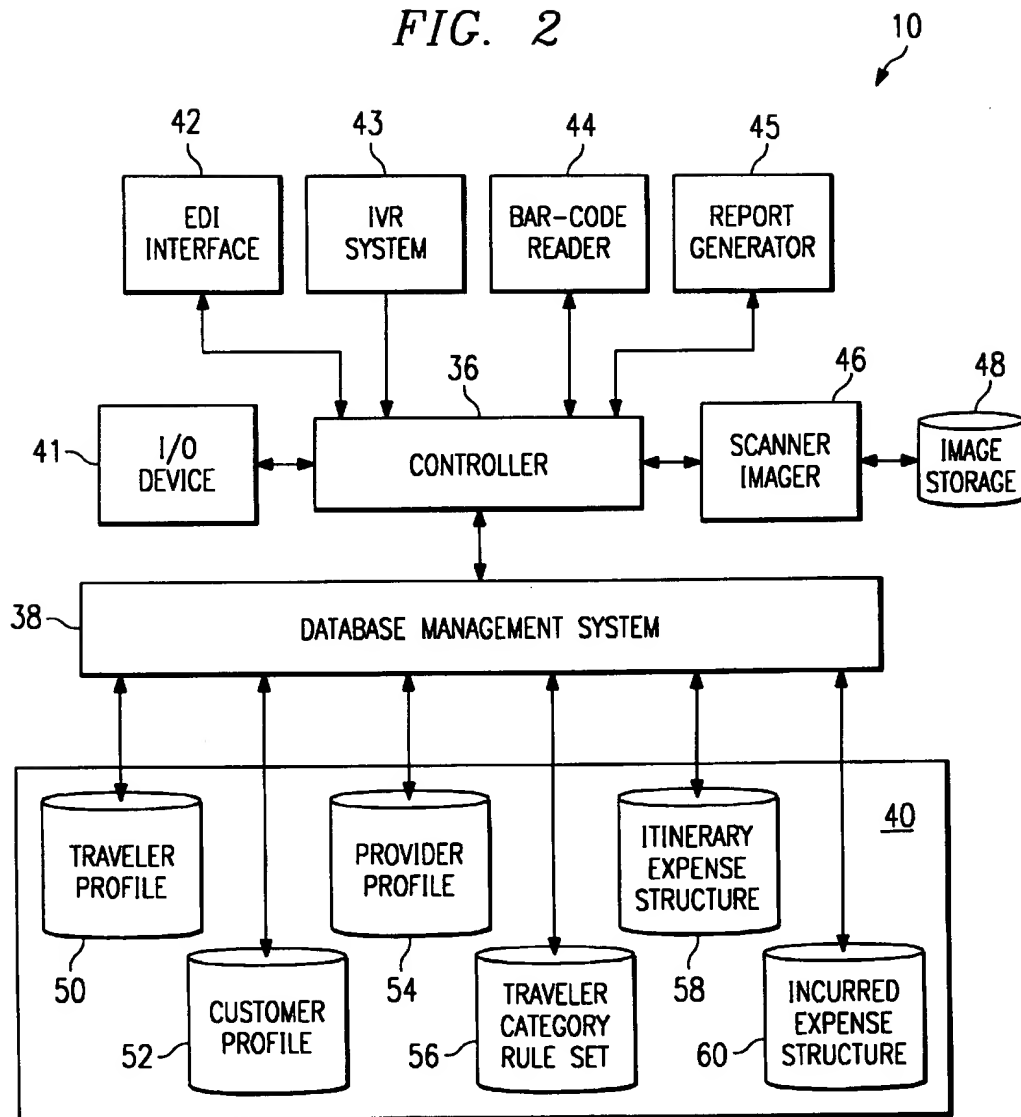 FIG. 2
10
42
43
44
45
EDI
INTERFACE
IVR
SYSTEM
BAR-CODE
READER
REPORT
GENERATOR
36
46
48
41
I/O
DEVICE
CONTROLLER
SCANNER
IMAGER
IMAGE
STORAGE
38
DATABASE MANAGEMENT SYSTEM
40
TRAVELER
PROFILE
PROVIDER
PROFILE
ITINERARY
EXPENSE
STRUCTURE
50
54
58
CUSTOMER
PROFILE
52
TRAVELER
CATEGORY
RULE SET
56
INCURRED
EXPENSE
STRUCTURE
60